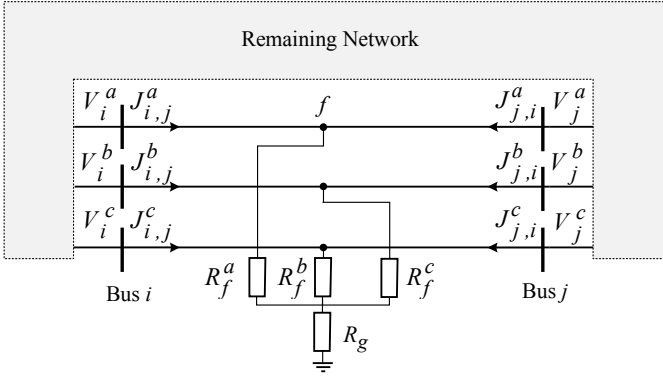 Remaining Network
V_i^a J_{i,j}^a f J_{j,i}^a V_j^a
V_i^b J_{i,j}^b J_{j,i}^b V_j^b
V_i^c J_{i,j}^c J_{j,i}^c V_j^c
R_f^a R_f^b R_f^c
Bus i Bus j
R_g